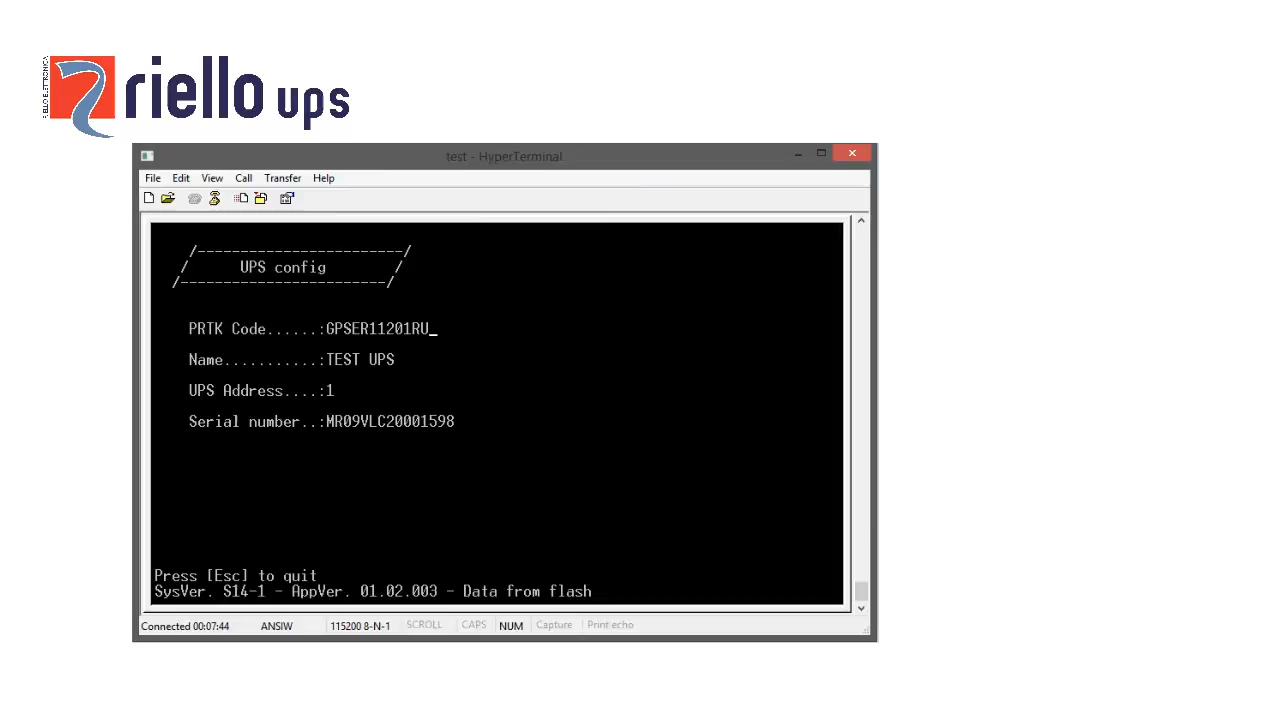 RIELLO ELETTRONICA
riello ups
test - HyperTerminal
File Edit View Call Transfer Help
/------------------------/
/ UPS config /
/------------------------/
PRTK Code......:GPSER11201RU_
Name...........:TEST UPS
UPS Address....:1
Serial number..:MR09VLC20001598
Press [Esc] to quit
SysVer. S14-1 - AppVer. 01.02.003 - Data from flash
Connected 00:07:44 ANSIW 115200 8-N-1 SCROLL CAPS NUM Capture Print echo